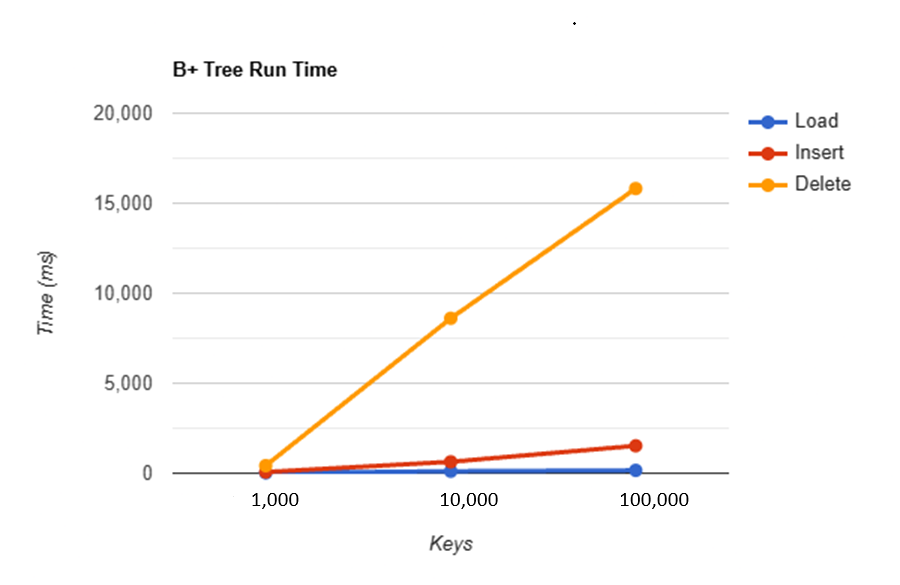 B+ Tree Run Time
20,000
15,000
10,000
5,000
0
Time (ms)
1,000 10,000 100,000
Keys
Load
Insert
Delete